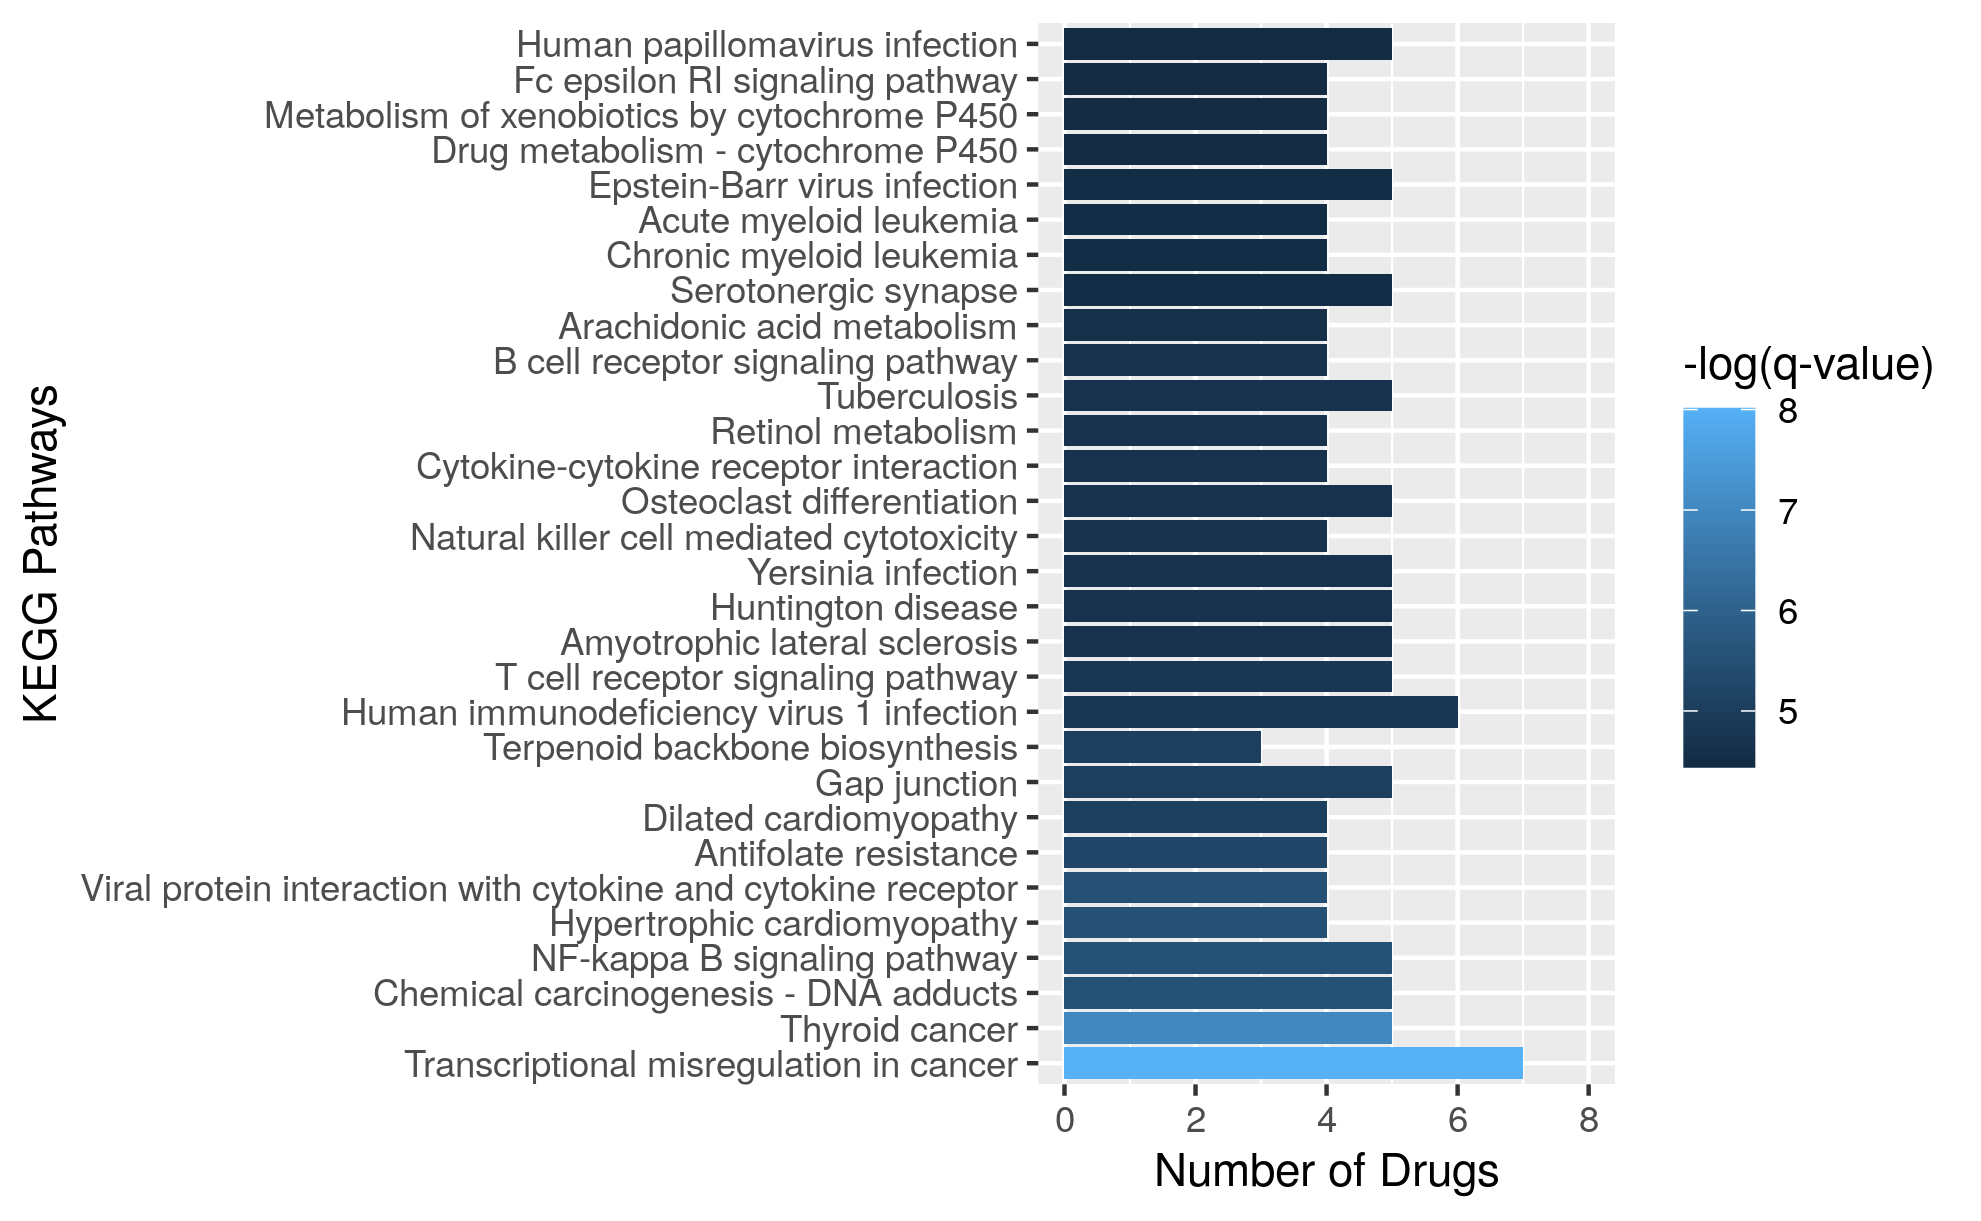 Human papillomavirus infection
Fc epsilon RI signaling pathway
Metabolism of xenobiotics by cytochrome P450
Drug metabolism - cytochrome P450
Epstein-Barr virus infection
Acute myeloid leukemia
Chronic myeloid leukemia
Serotonergic synapse
Arachidonic acid metabolism
B cell receptor signaling pathway
Tuberculosis
Retinol metabolism
Cytokine-cytokine receptor interaction
Osteoclast differentiation
Natural killer cell mediated cytotoxicity
Yersinia infection
Huntington disease
Amyotrophic lateral sclerosis
T cell receptor signaling pathway
Human immunodeficiency virus 1 infection
Terpenoid backbone biosynthesis
Gap junction
Dilated cardiomyopathy
Antifolate resistance
Viral protein interaction with cytokine and cytokine receptor
Hypertrophic cardiomyopathy
NF-kappa B signaling pathway
Chemical carcinogenesis - DNA adducts
Thyroid cancer
Transcriptional misregulation in cancer
KEGG Pathways
0 2 4 6 8
Number of Drugs
-log(q-value)
8
7
6
5